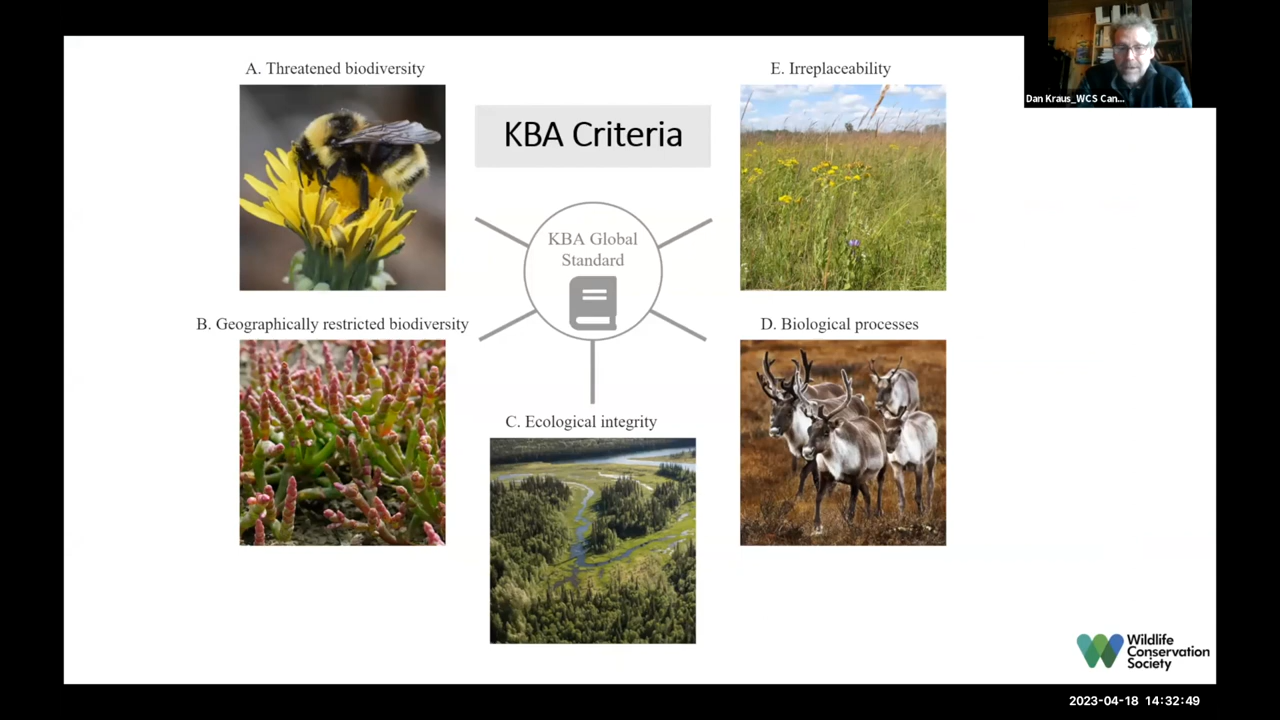 A. Threatened biodiversity
E. Irreplaceability
Dan Kraus_WCS Can...
KBA Criteria
KBA Global
Standard
B. Geographically restricted biodiversity
D. Biological processes
C. Ecological integrity
Wildlife
Conservation
Society
2023-04-18 14:32:49